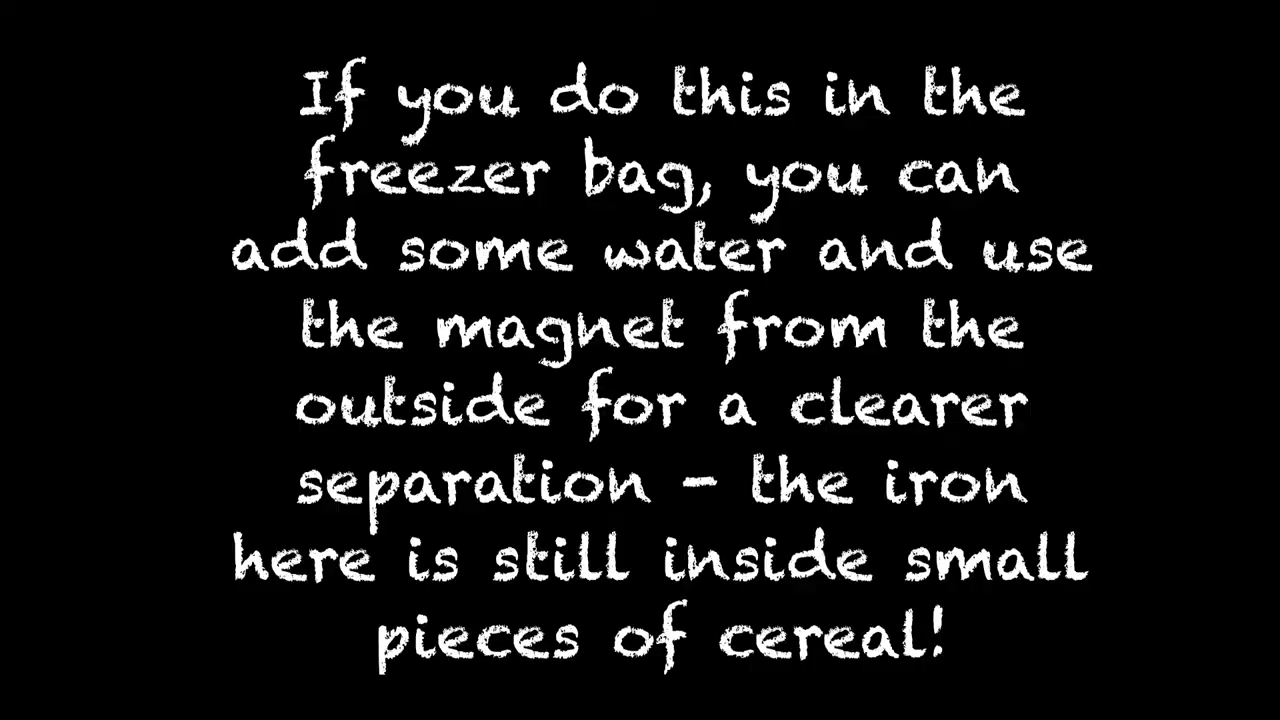 If you do this in the
freezer bag, you can
add some water and use
the magnet from the
outside for a clearer
separation - the iron
here is still inside small
pieces of cereal!